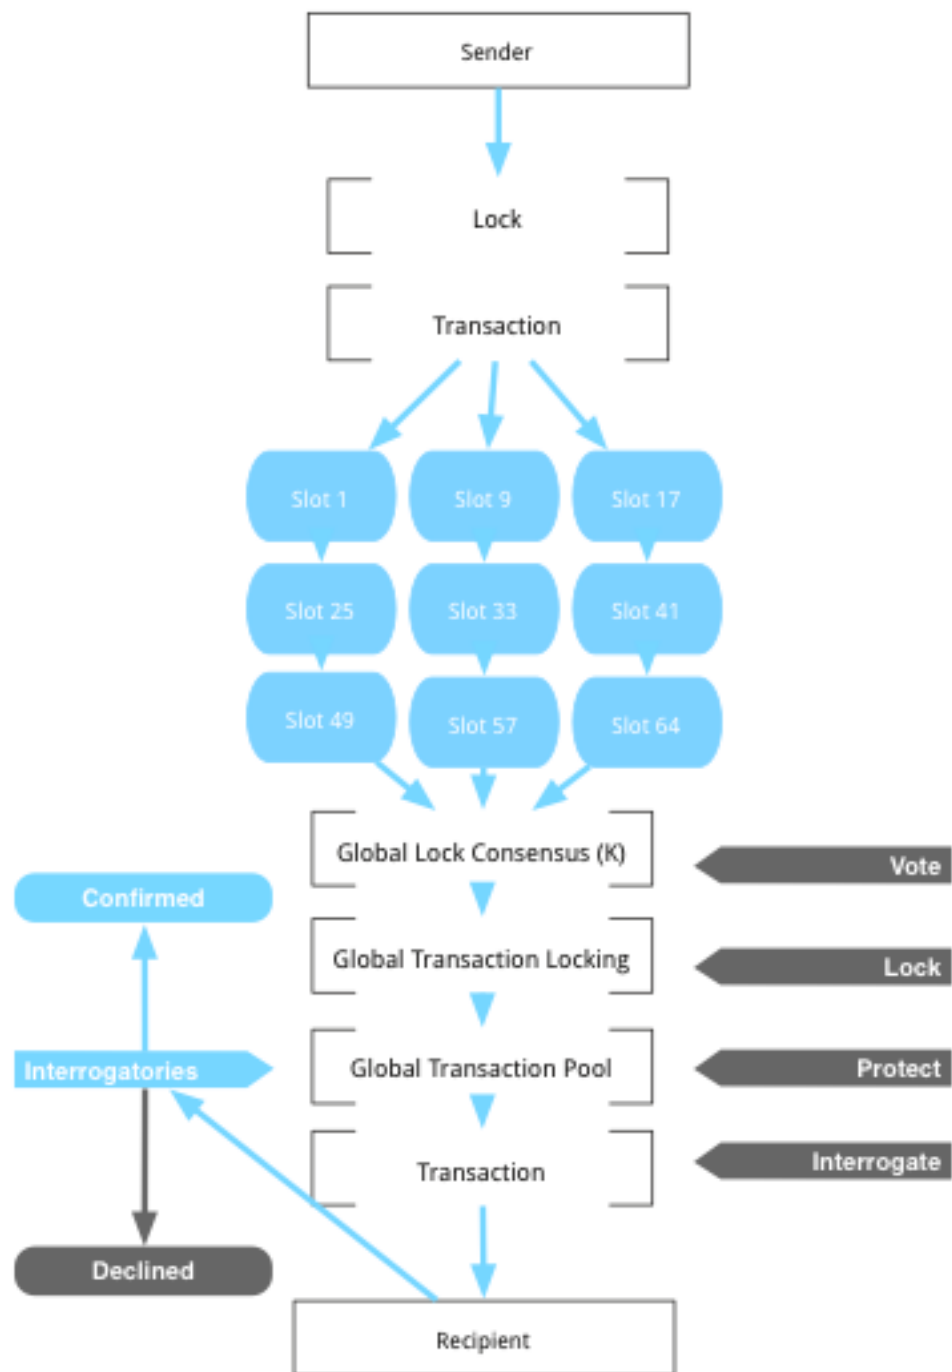 Sender
Lock
Transaction
Slot 1
Slot 9
Slot 17
Slot 25
Slot 33
Slot 41
Slot 49
Slot 57
Slot 64
Global Lock Consensus (K)
Vote
Confirmed
Global Transaction Locking
Lock
Interrogatories
Global Transaction Pool
Protect
Transaction
Interrogate
Declined
Recipient